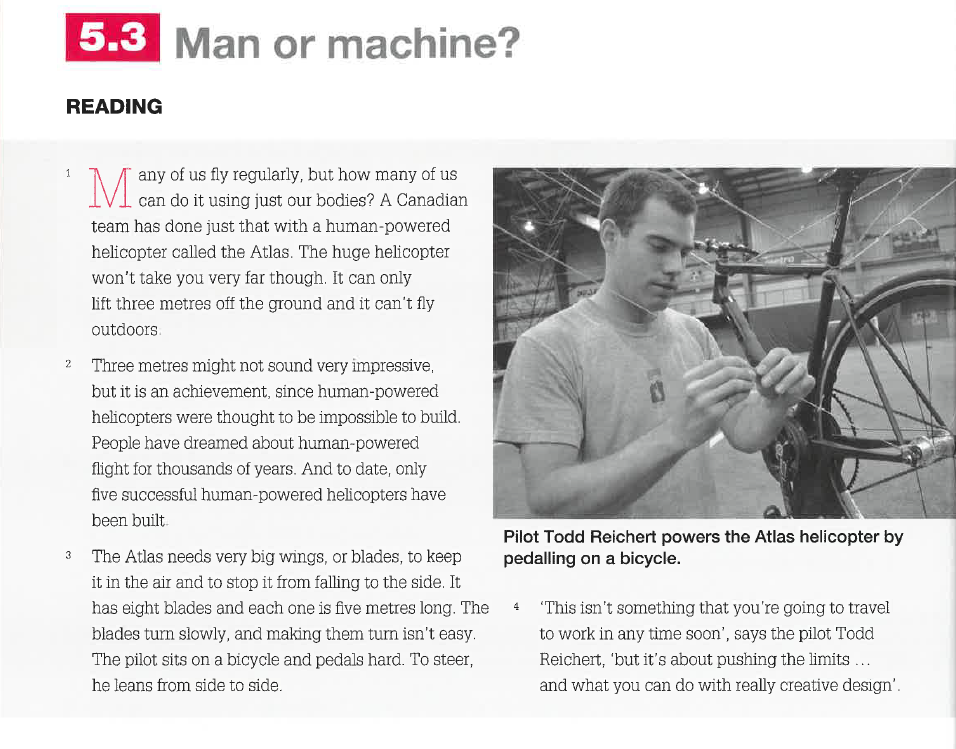 5.3 Man or machine?
READING
1 Many of us fly regularly, but how many of us
can do it using just our bodies? A Canadian
team has done just that with a human-powered
helicopter called the Atlas. The huge helicopter
won't take you very far though. It can only
lift three metres off the ground and it can't fly
outdoors.
2 Three metres might not sound very impressive,
but it is an achievement, since human-powered
helicopters were thought to be impossible to build.
People have dreamed about human-powered
flight for thousands of years. And to date, only
five successful human-powered helicopters have
been built.
3 The Atlas needs very big wings, or blades, to keep
it in the air and to stop it from falling to the side. It
has eight blades and each one is five metres long. The
blades turn slowly, and making them turn isn't easy.
The pilot sits on a bicycle and pedals hard. To steer,
he leans from side to side.
Pilot Todd Reichert powers the Atlas helicopter by
pedalling on a bicycle.
4 'This isn't something that you're going to travel
to work in any time soon', says the pilot Todd
Reichert, 'but it's about pushing the limits ...
and what you can do with really creative design'.